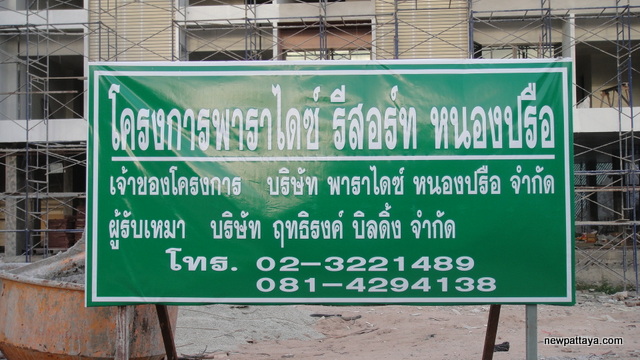 โครงการพาราไดซ์ รีสอร์ท หนองปรือ
เจ้าของโครงการ บริษัท พาราไดซ์ หนองปรือ จำกัด
ผู้รับเหมา บริษัท ฤทธิรงค์ บิลดิ้ง จำกัด
โทร. 02-3221489
081-4294138
newpattaya.com